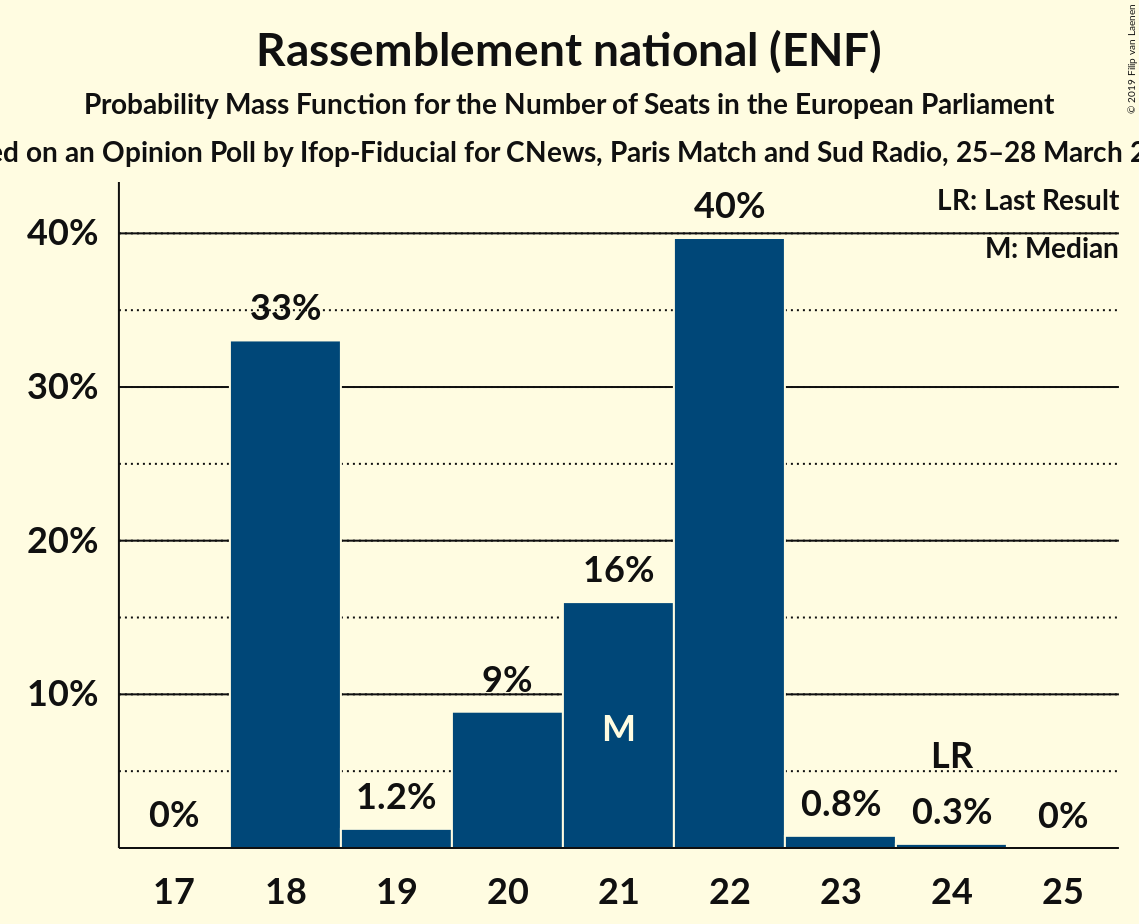 Rassemblement national (ENF)
Probability Mass Function for the Number of Seats in the European Parliament
on an Opinion Poll by Ifop-Fiducial for CNews, Paris Match and Sud Radio, 25–28 March
© 2019 Filip van Laenen
LR: Last Result
M: Median
40%
30%
20%
10%
0%
33%
1.2%
9%
16%
M
40%
0.8%
LR
0.3%
0%
17 18 19 20 21 22 23 24 25